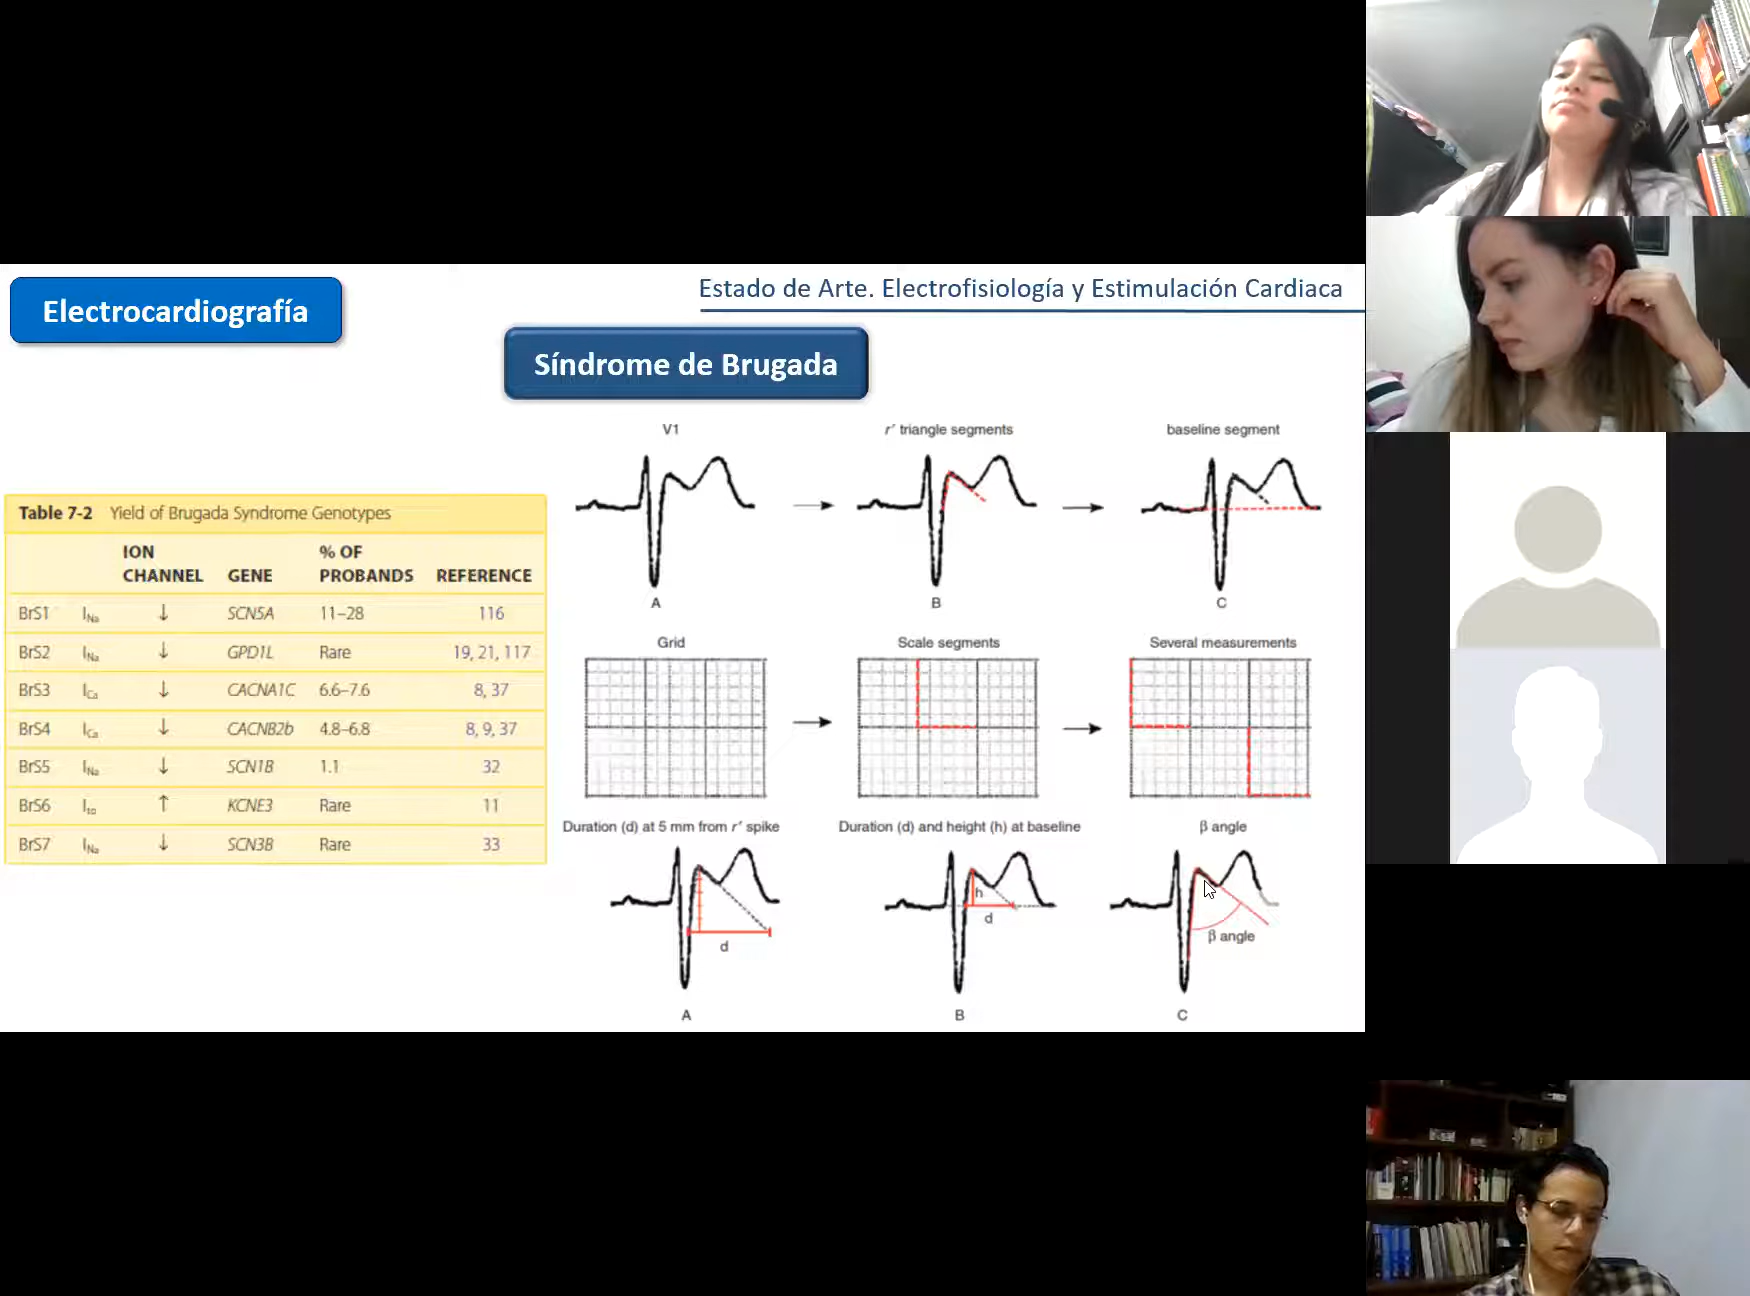 Electrocardiografía
Estado de Arte. Electrofisiología y Estimulación Cardiaca
Síndrome de Brugada
Table 7-2 Yield of Brugada Syndrome Genotypes
ION CHANNEL GENE % OF PROBANDS REFERENCE
BrS1 INa ↓ SCN5A 11–28 116
BrS2 INa ↓ GPD1L Rare 19, 21, 117
BrS3 ICa ↓ CACNA1C 6.6–7.6 8, 37
BrS4 ICa ↓ CACNB2b 4.8–6.8 8, 9, 37
BrS5 INa ↓ SCN1B 1.1 32
BrS6 Ito ↑ KCNE3 Rare 11
BrS7 INa ↓ SCN3B Rare 33
V1 r' triangle segments baseline segment
A B C
Grid Scale segments Several measurements
Duration (d) at 5 mm from r' spike Duration (d) and height (h) at baseline β angle
h
d
d
β angle
A B C